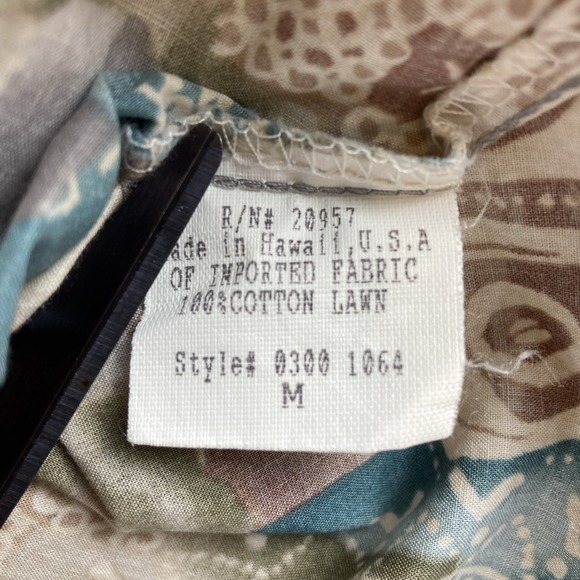 R/N# 20957
ade in Hawaii,U.S.A
OF IMPORTED FABRIC
100%COTTON LAWN
Style# 0300 1064
M